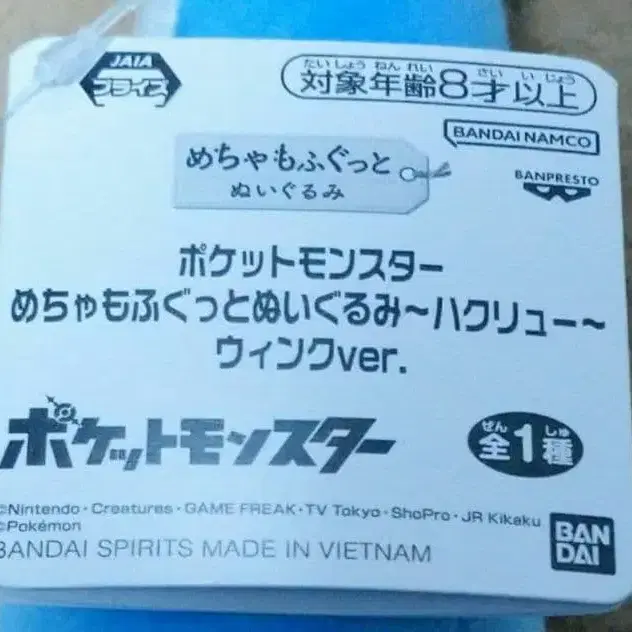 JAIA
プライズ
たいしょうねんれい さい いじょう
対象年齢8才以上
BANDAI NAMCO
BANPRESTO
めちゃもふぐっと
ぬいぐるみ
ポケットモンスター
めちゃもふぐっとぬいぐるみ~ハクリュー~
ウィンクver.
ポケットモンスター
ぜん しゅ
全1種
©Nintendo・Creatures・GAME FREAK・TV Tokyo・ShoPro・JR Kikaku
©Pokémon
BANDAI SPIRITS MADE IN VIETNAM
BAN
DAI